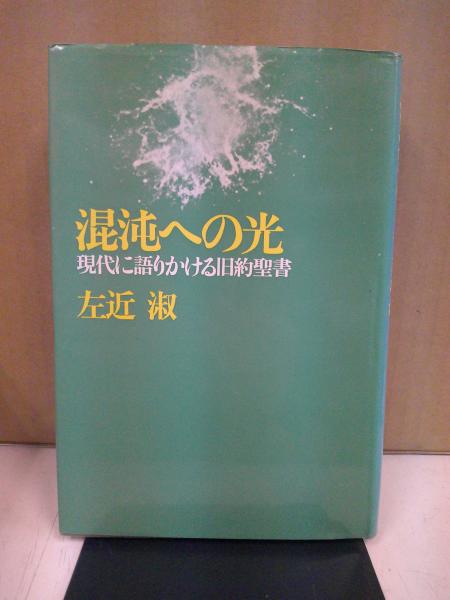 混沌への光
現代に語りかける旧約聖書
左近 淑